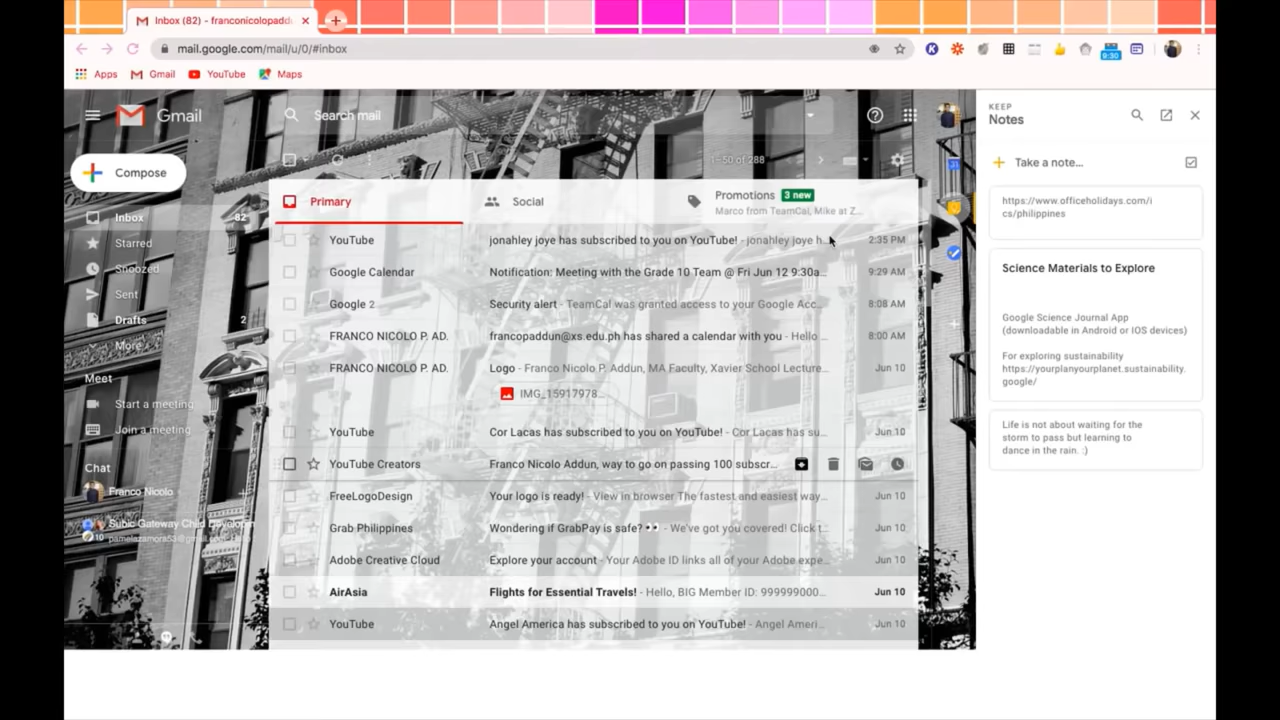 Inbox (82) - franconicolopaddu
mail.google.com/mail/u/0/#inbox
Apps Gmail YouTube Maps
9:30
Gmail
Search mail
1–50 of 288
Compose
Inbox 82
Starred
Snoozed
Sent
Drafts 2
More
Meet
Start a meeting
Join a meeting
Chat
Franco Nicolo
Subic Gateway Child Developm
Primary
Social
Promotions 3 new
Marco from TeamCal, Mike at Z...
YouTube jonahley joye has subscribed to you on YouTube! - jonahley joye h... 2:35 PM
Google Calendar Notification: Meeting with the Grade 10 Team @ Fri Jun 12 9:30a... 9:29 AM
Google 2 Security alert - TeamCal was granted access to your Google Acc... 8:08 AM
FRANCO NICOLO P. AD. francopaddun@xs.edu.ph has shared a calendar with you - Hello ... 8:00 AM
FRANCO NICOLO P. AD. Logo - Franco Nicolo P. Addun, MA Faculty, Xavier School Lecture... Jun 10
IMG_15917978...
YouTube Cor Lacas has subscribed to you on YouTube! - Cor Lacas has su... Jun 10
YouTube Creators Franco Nicolo Addun, way to go on passing 100 subscr...
FreeLogoDesign Your logo is ready! - View in browser The fastest and easiest way... Jun 10
Grab Philippines Wondering if GrabPay is safe? 👀 - We've got you covered! Click t... Jun 10
Adobe Creative Cloud Explore your account - Your Adobe ID links all of your Adobe expe... Jun 10
AirAsia Flights for Essential Travels! - Hello, BIG Member ID: 999999000... Jun 10
YouTube Angel America has subscribed to you on YouTube! - Angel Ameri... Jun 10
KEEP
Notes
Take a note...
https://www.officeholidays.com/i
cs/philippines
Science Materials to Explore
Google Science Journal App
(downloadable in Android or IOS devices)
For exploring sustainability
https://yourplanyourplanet.sustainability.
google/
Life is not about waiting for the
storm to pass but learning to
dance in the rain. :)